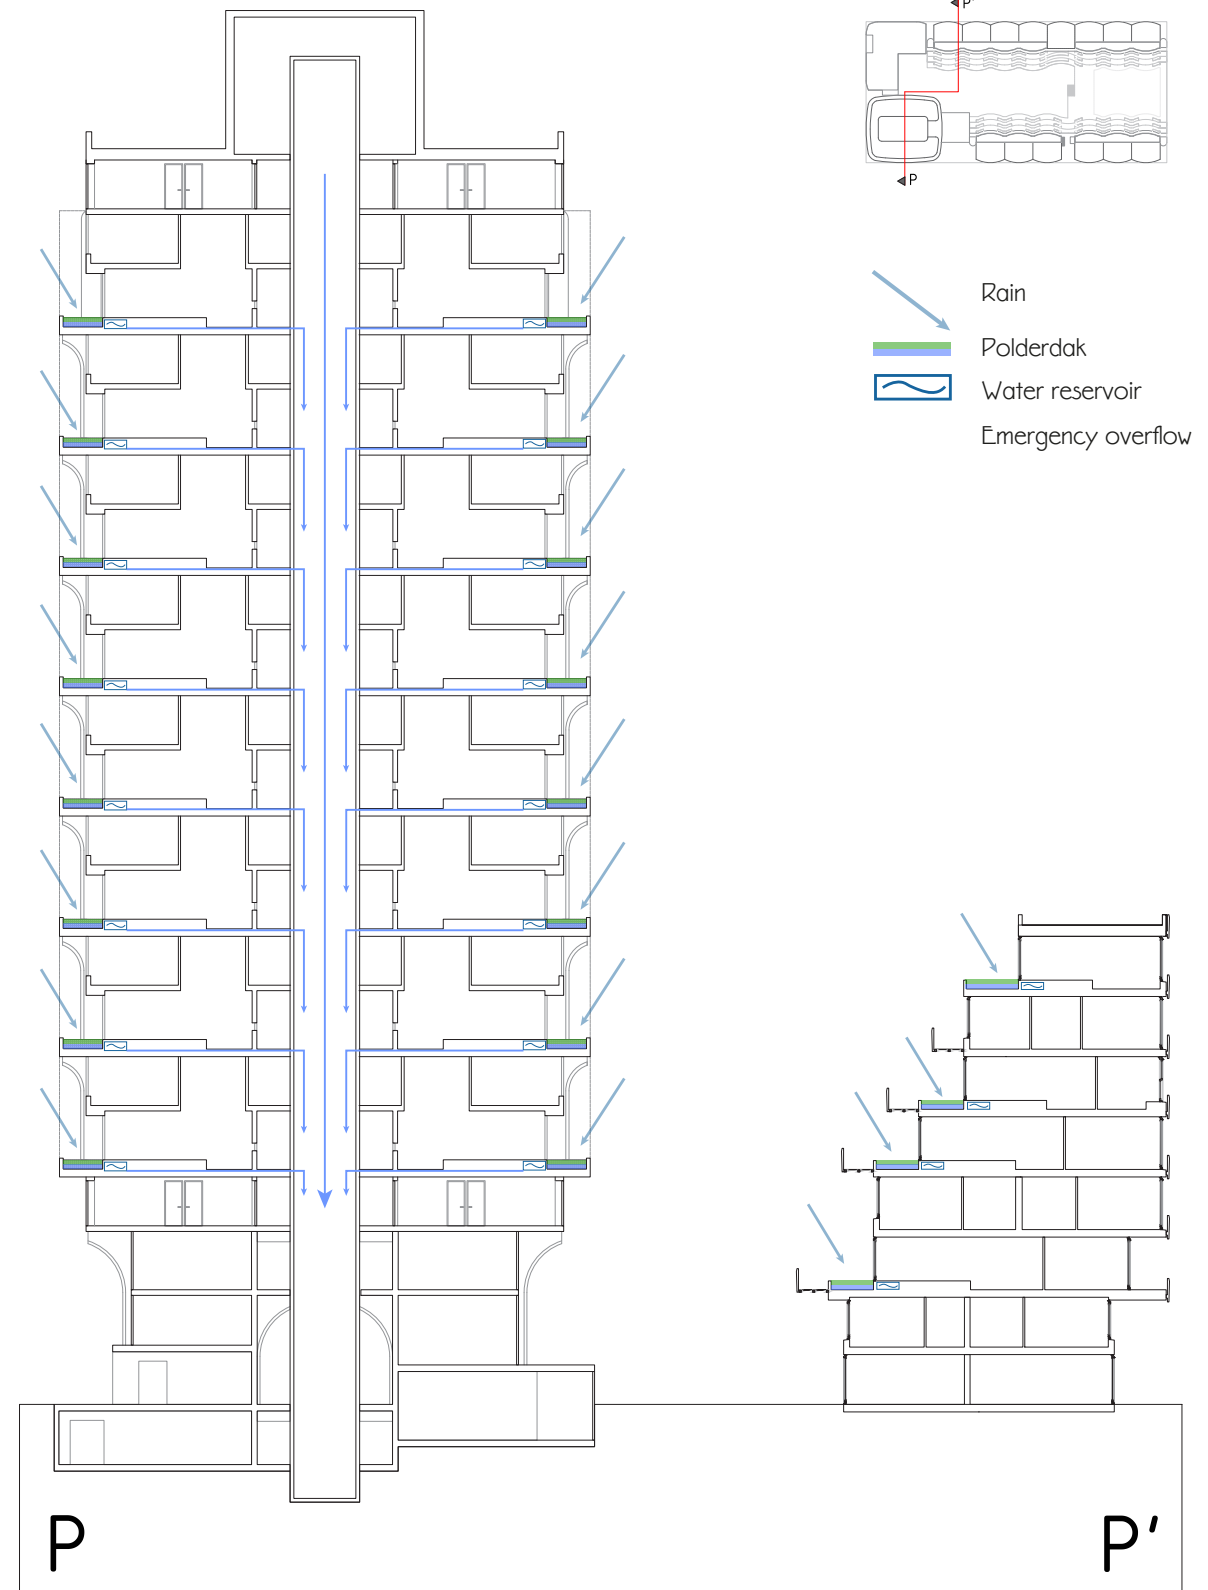 P'
P
Rain
Polderdak
Water reservoir
Emergency overflow
P
P'